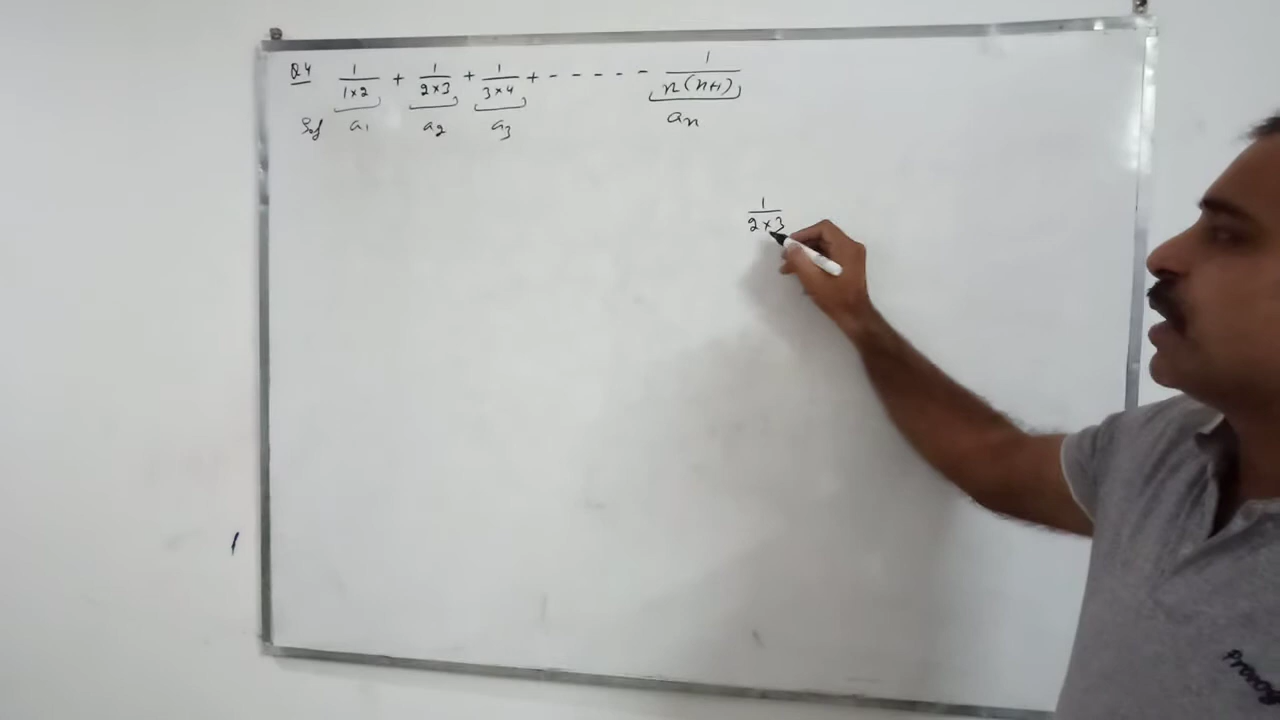 Q4 1/(1×2) + 1/(2×3) + 1/(3×4) + - - - - - 1/(n(n+1))
Sol a1 a2 a3 an
1/(2×3)